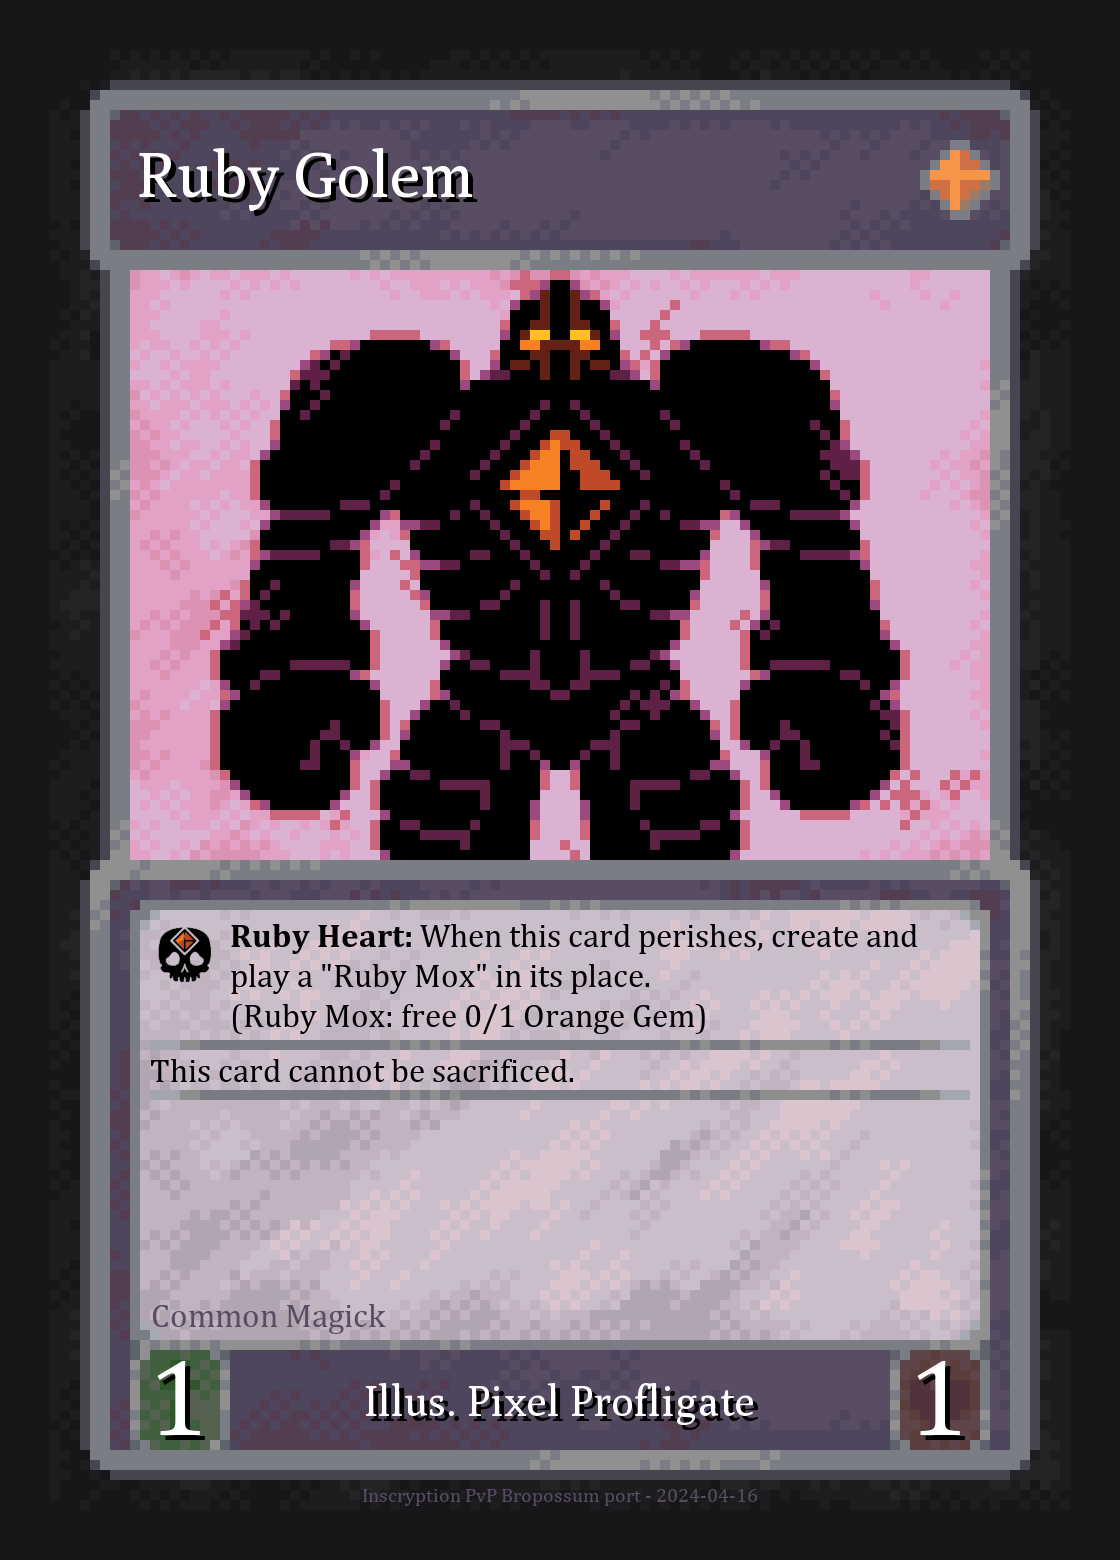 Ruby Golem
Ruby Heart: When this card perishes, create and
play a "Ruby Mox" in its place.
(Ruby Mox: free 0/1 Orange Gem)
This card cannot be sacrificed.
Common Magick
1
Illus. Pixel Profligate
1
Inscryption PvP Bropossum port - 2024-04-16